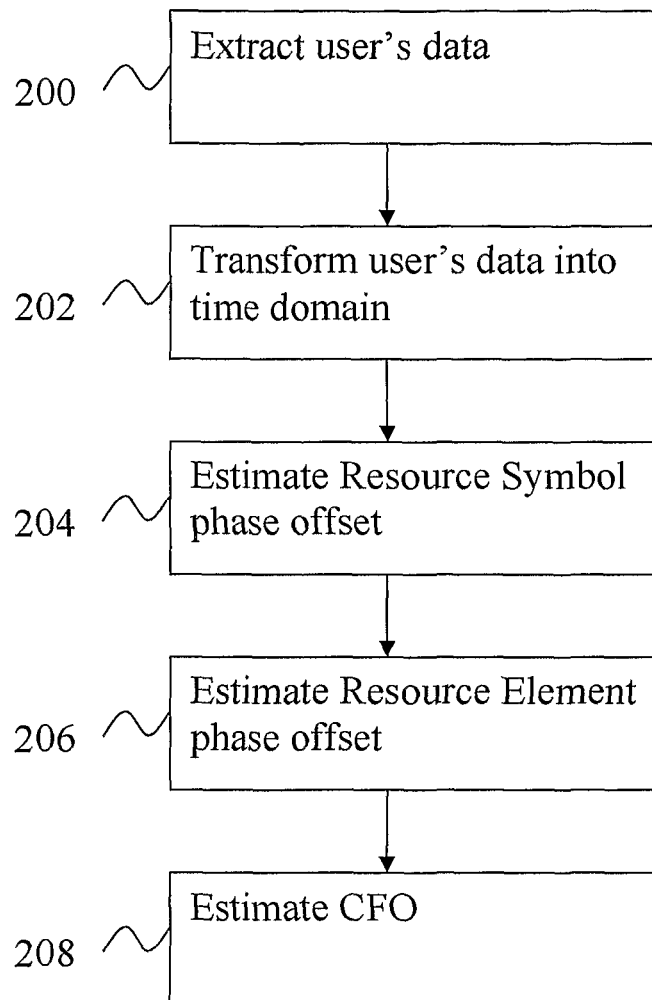 Extract user's data
200
Transform user's data into
time domain
202
Estimate Resource Symbol
phase offset
204
Estimate Resource Element
phase offset
206
Estimate CFO
208